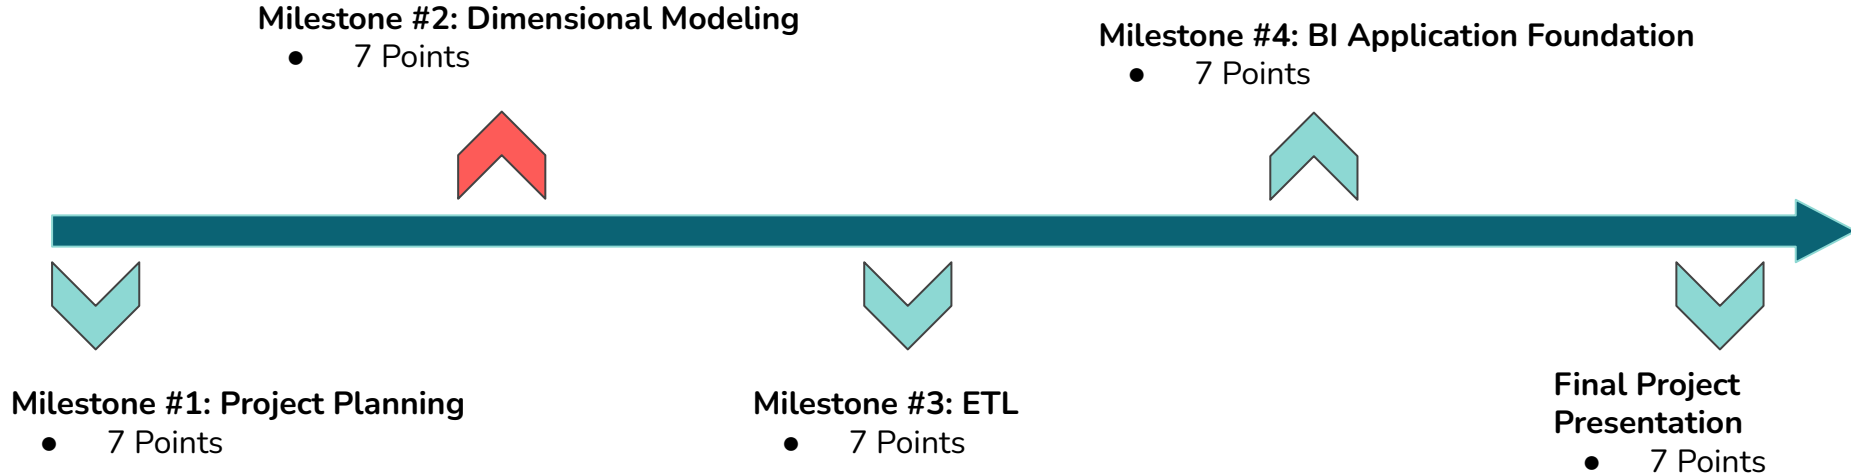 Milestone #2: Dimensional Modeling
● 7 Points
Milestone #4: BI Application Foundation
● 7 Points
Milestone #1: Project Planning
● 7 Points
Milestone #3: ETL
● 7 Points
Final Project
Presentation
● 7 Points